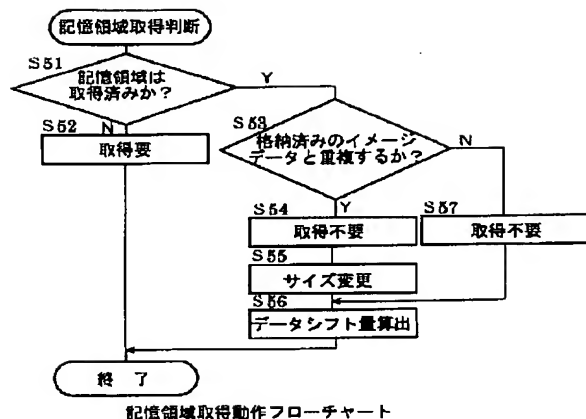 記憶領域取得判断
S51
記憶領域は
取得済みか?
Y
N
S52
取得要
S53
格納済みのイメージ
データと重複するか?
N
Y
S54
取得不要
S57
取得不要
S55
サイズ変更
S56
データシフト量算出
終 了
記憶領域取得動作フローチャート